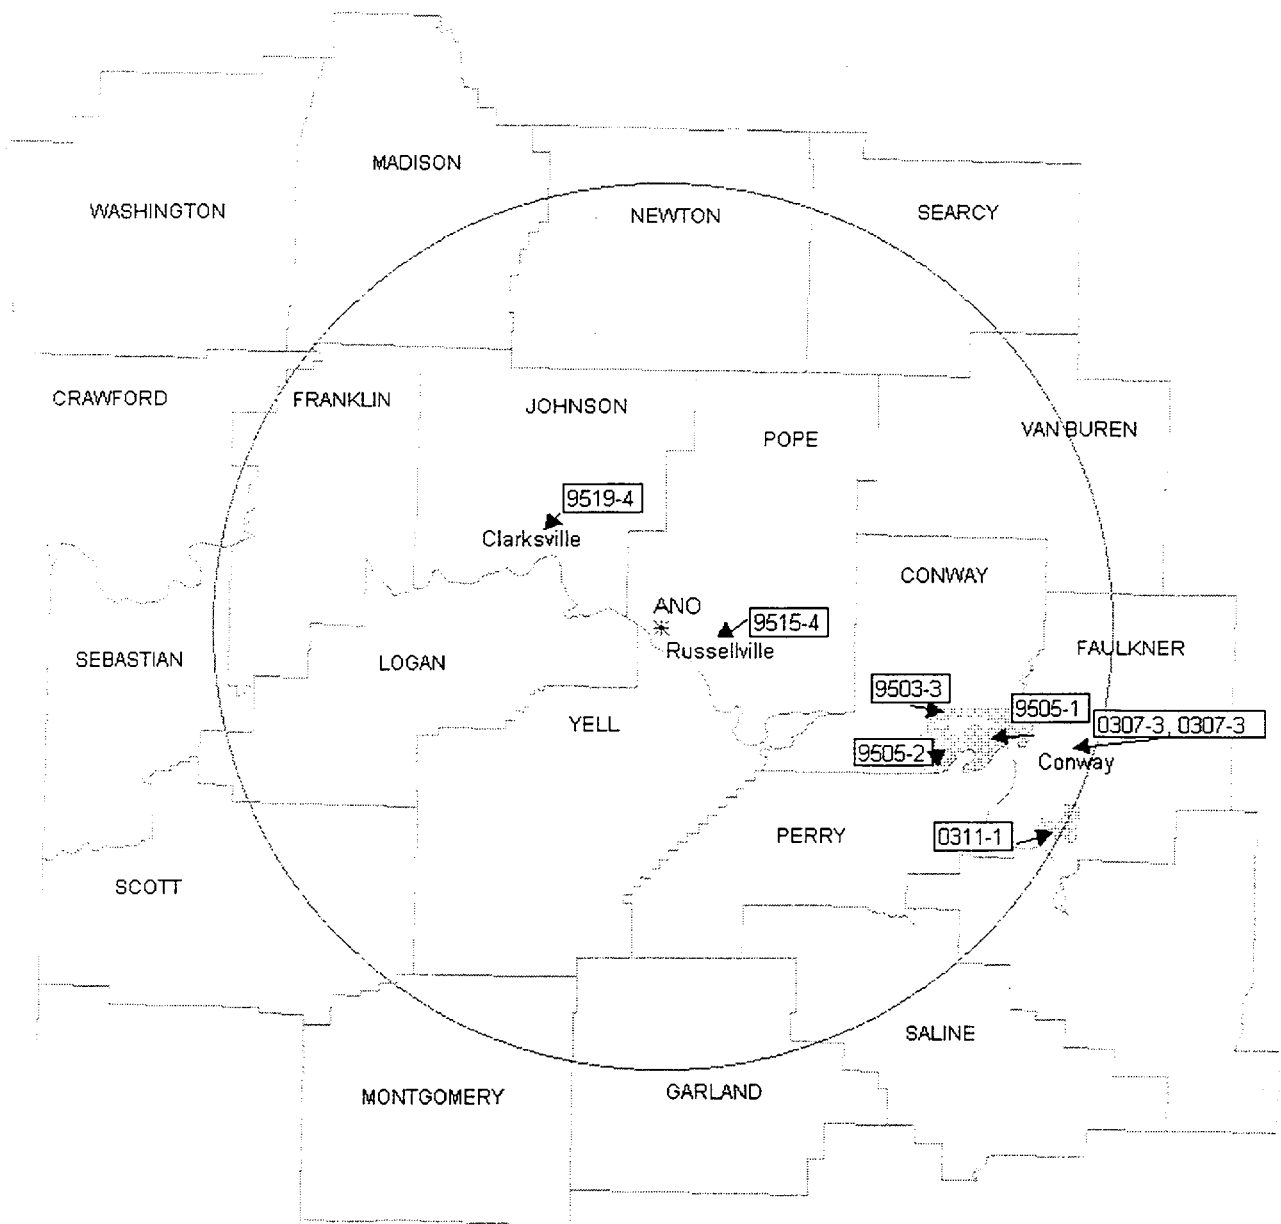 MADISON
WASHINGTON
NEWTON
SEARCY
CRAWFORD
FRANKLIN
JOHNSON
VAN BUREN
POPE
9519-4
Clarksville
CONWAY
ANO
9515-4
Russellville
FAULKNER
SEBASTIAN
LOGAN
9503-3
9505-1
YELL
0307-3, 0307-3
9505-2
Conway
PERRY
0311-1
SCOTT
SALINE
MONTGOMERY
GARLAND